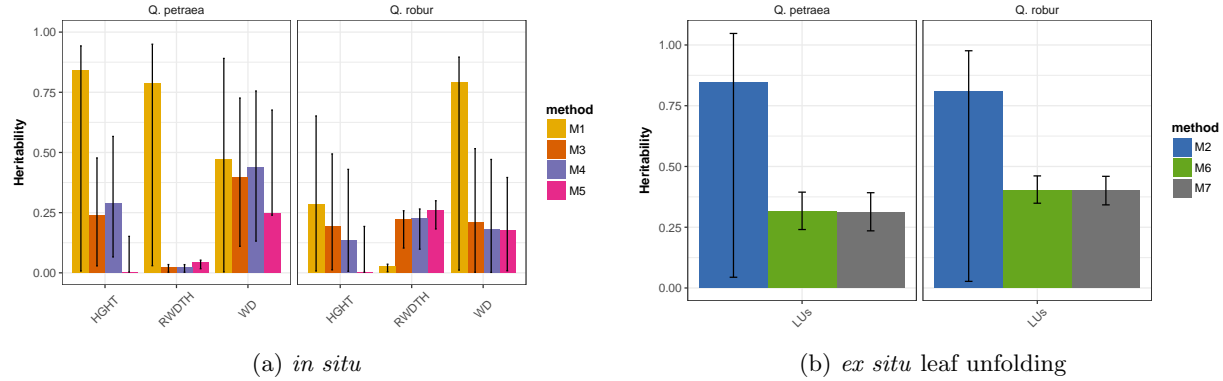 Q. petraea
Q. robur
1.00
0.75
0.50
0.25
0.00
Heritability
HGHT
RWDTH
WD
HGHT
RWDTH
WD
method
M1
M3
M4
M5
(a) in situ
Q. petraea
Q. robur
1.00
0.75
0.50
0.25
0.00
Heritability
LUs
LUs
method
M2
M6
M7
(b) ex situ leaf unfolding